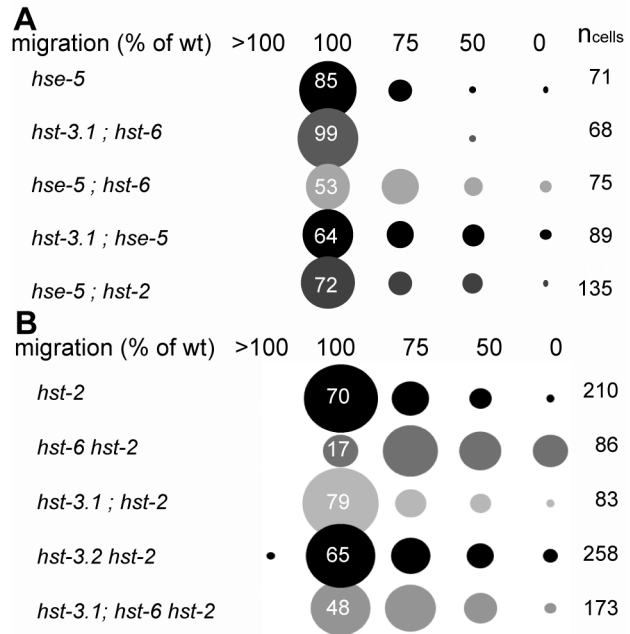 A
migration (% of wt) >100 100 75 50 0 ncells
hse-5 85 71
hst-3.1 ; hst-6 99 68
hse-5 ; hst-6 53 75
hst-3.1 ; hse-5 64 89
hse-5 ; hst-2 72 135
B
migration (% of wt) >100 100 75 50 0
hst-2 70 210
hst-6 hst-2 17 86
hst-3.1 ; hst-2 79 83
hst-3.2 hst-2 65 258
hst-3.1; hst-6 hst-2 48 173